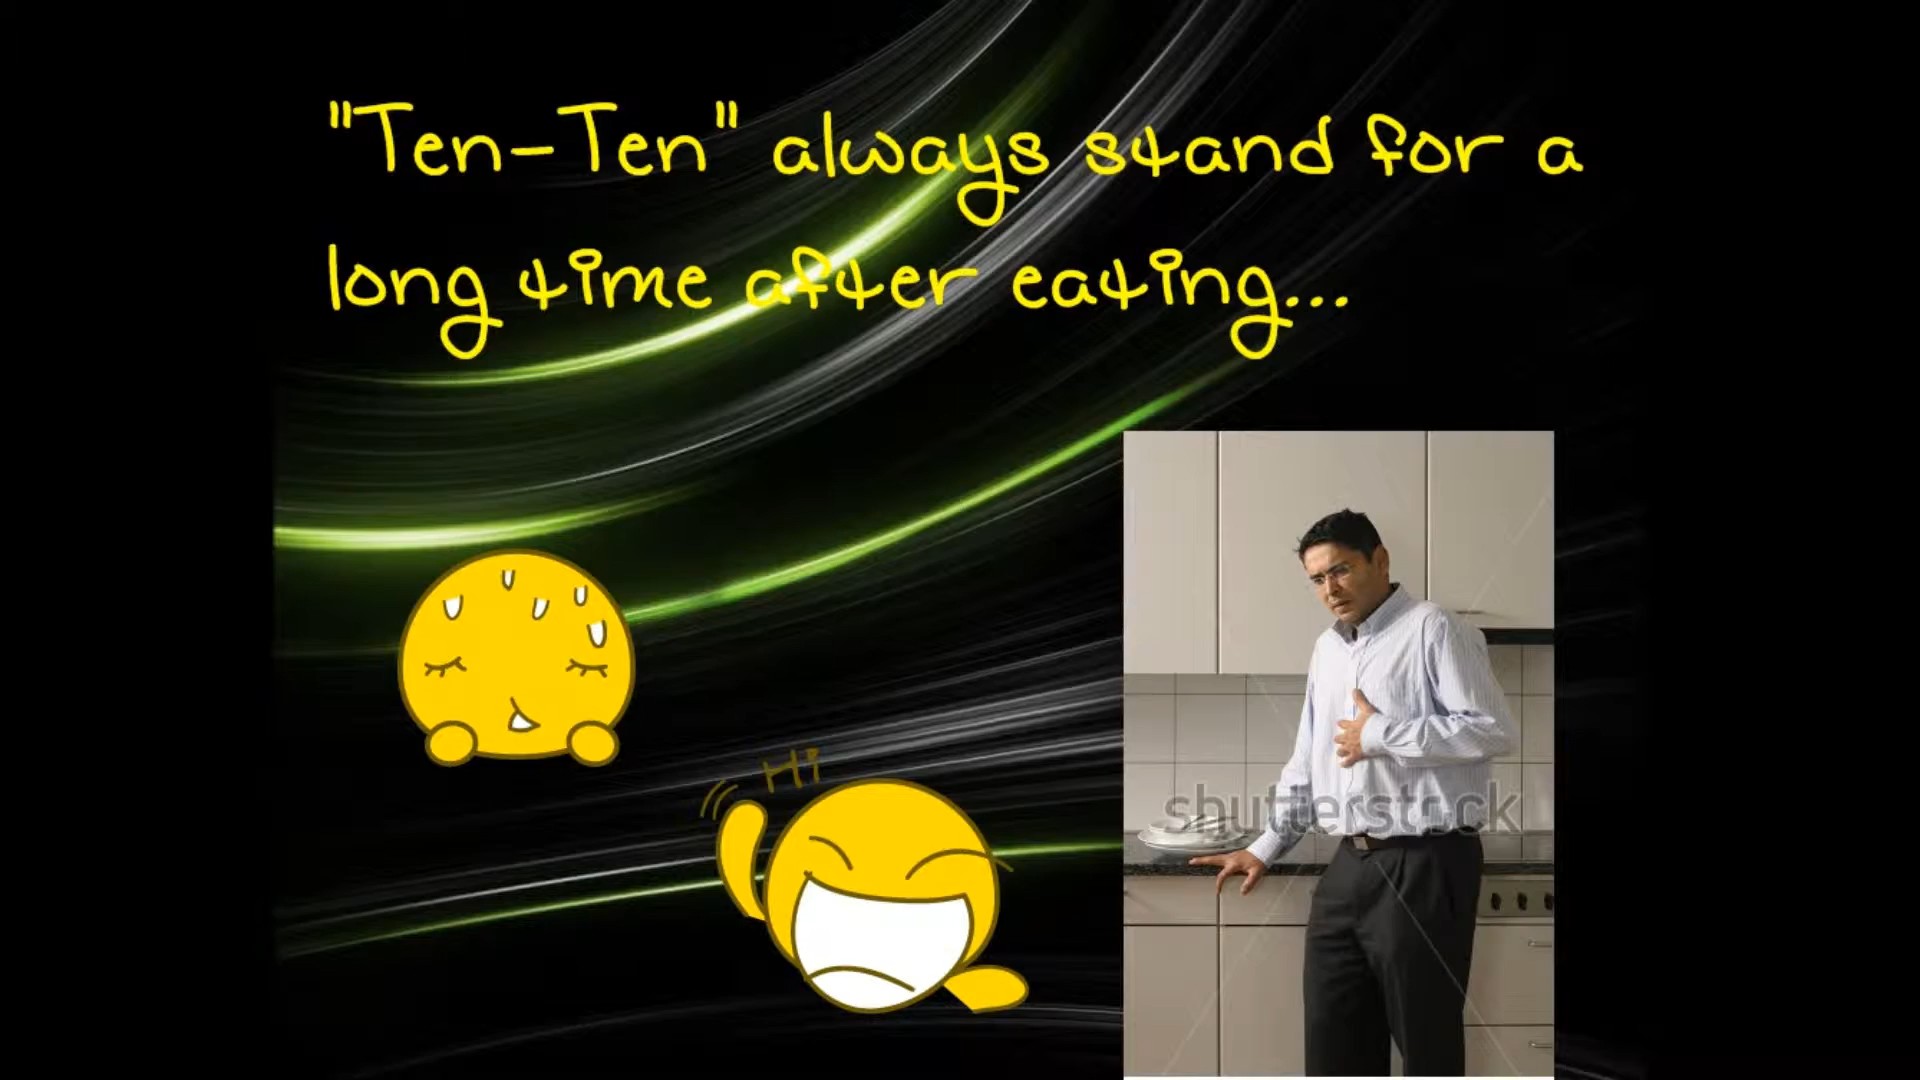 "Ten-Ten" always stand for a
long time after eating...
Hi
shutterstock